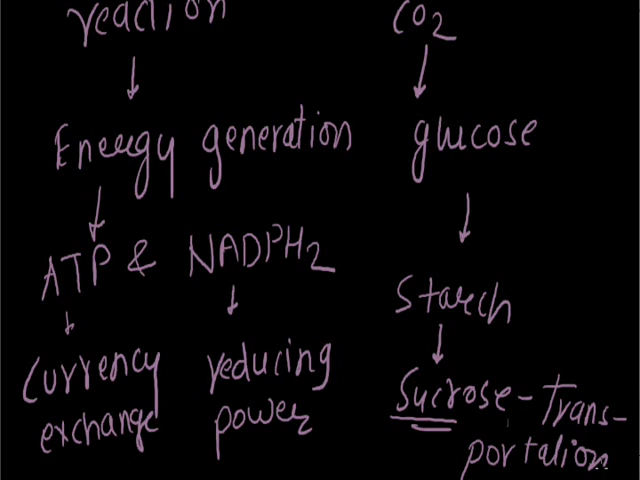 reaction
CO2
Energy generation
glucose
ATP & NADPH2
Starch
Currency exchange
reducing power
Sucrose - Trans-
portation